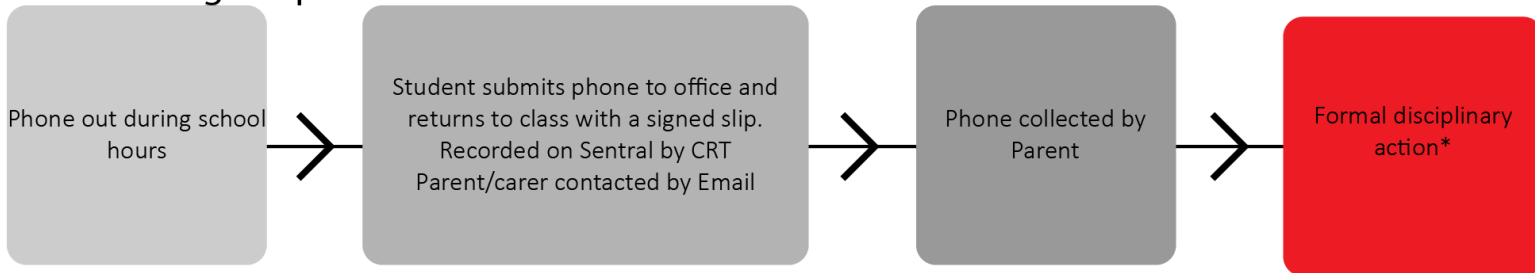 Phone out during school
hours
Student submits phone to office and
returns to class with a signed slip.
Recorded on Sentral by CRT
Parent/carer contacted by Email
Phone collected by
Parent
Formal disciplinary
action*